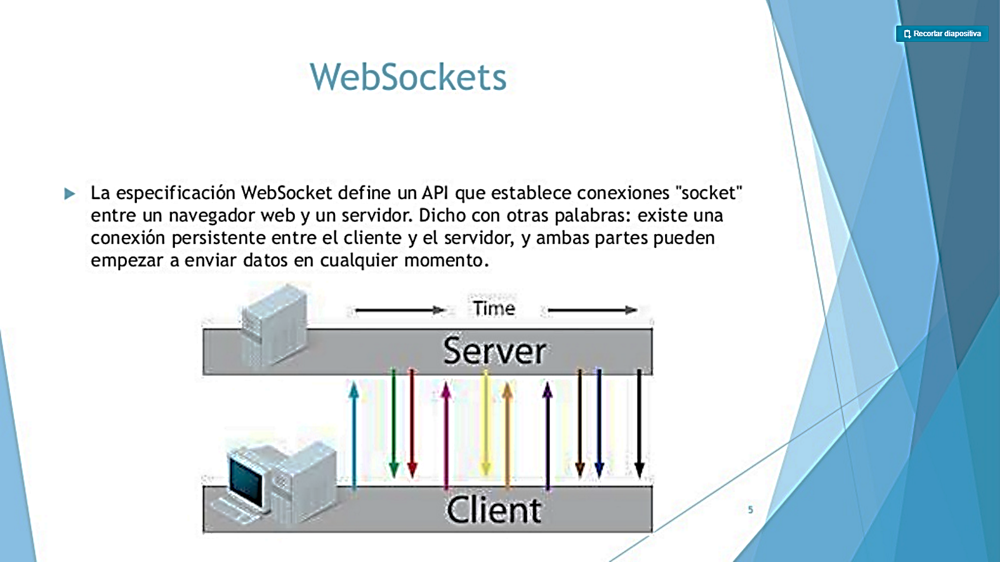 Recortar diapositiva
WebSockets
La especificación WebSocket define un API que establece conexiones "socket"
entre un navegador web y un servidor. Dicho con otras palabras: existe una
conexión persistente entre el cliente y el servidor, y ambas partes pueden
empezar a enviar datos en cualquier momento.
Time
Server
Client
5